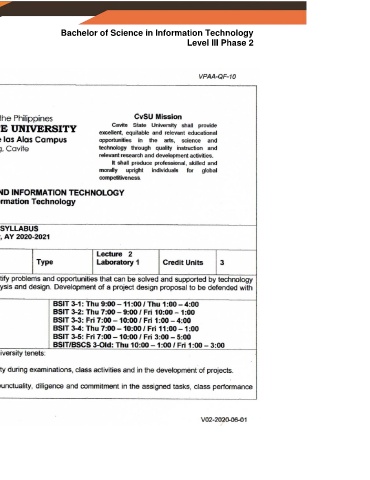 Bachelor of Science in Information Technology
Level III Phase 2
VPAA-QF-10
the Philippines
E UNIVERSITY
e las Alas Campus
g, Cavite
CvSU Mission
Cavite State University shall provide
excellent, equitable and relevant educational
opportunities in the arts, science and
technology through quality instruction and
relevant research and development activities.
It shall produce professional, skilled and
morally upright individuals for global
competitiveness.
ND INFORMATION TECHNOLOGY
rmation Technology
SYLLABUS
, AY 2020-2021
Type
Lecture 2
Laboratory 1
Credit Units 3
tify problems and opportunities that can be solved and supported by technology
ysis and design. Development of a project design proposal to be defended with
BSIT 3-1: Thu 9:00 – 11:00 / Thu 1:00 – 4:00
BSIT 3-2: Thu 7:00 – 9:00 / Fri 10:00 – 1:00
BSIT 3-3: Fri 7:00 – 10:00 / Fri 1:00 – 4:00
BSIT 3-4: Thu 7:00 – 10:00 / Fri 11:00 – 1:00
BSIT 3-5: Fri 7:00 – 10:00 / Fri 3:00 – 5:00
BSIT/BSCS 3-Old: Thu 10:00 – 1:00 / Fri 1:00 – 3:00
iversity tenets:
ty during examinations, class activities and in the development of projects.
unctuality, diligence and commitment in the assigned tasks, class performance
V02-2020-06-01